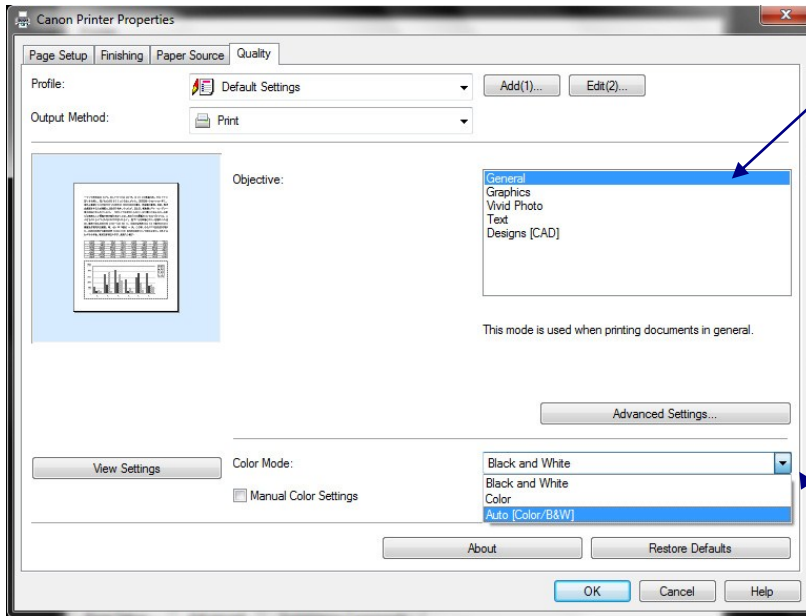 Canon Printer Properties
Page Setup Finishing Paper Source Quality
Profile: Default Settings Add(1)... Edit(2)...
Output Method: Print
Objective: General
Graphics
Vivid Photo
Text
Designs [CAD]
This mode is used when printing documents in general.
Advanced Settings...
View Settings Color Mode: Black and White
Black and White
Manual Color Settings Color
Auto [Color/B&W]
About Restore Defaults
OK Cancel Help